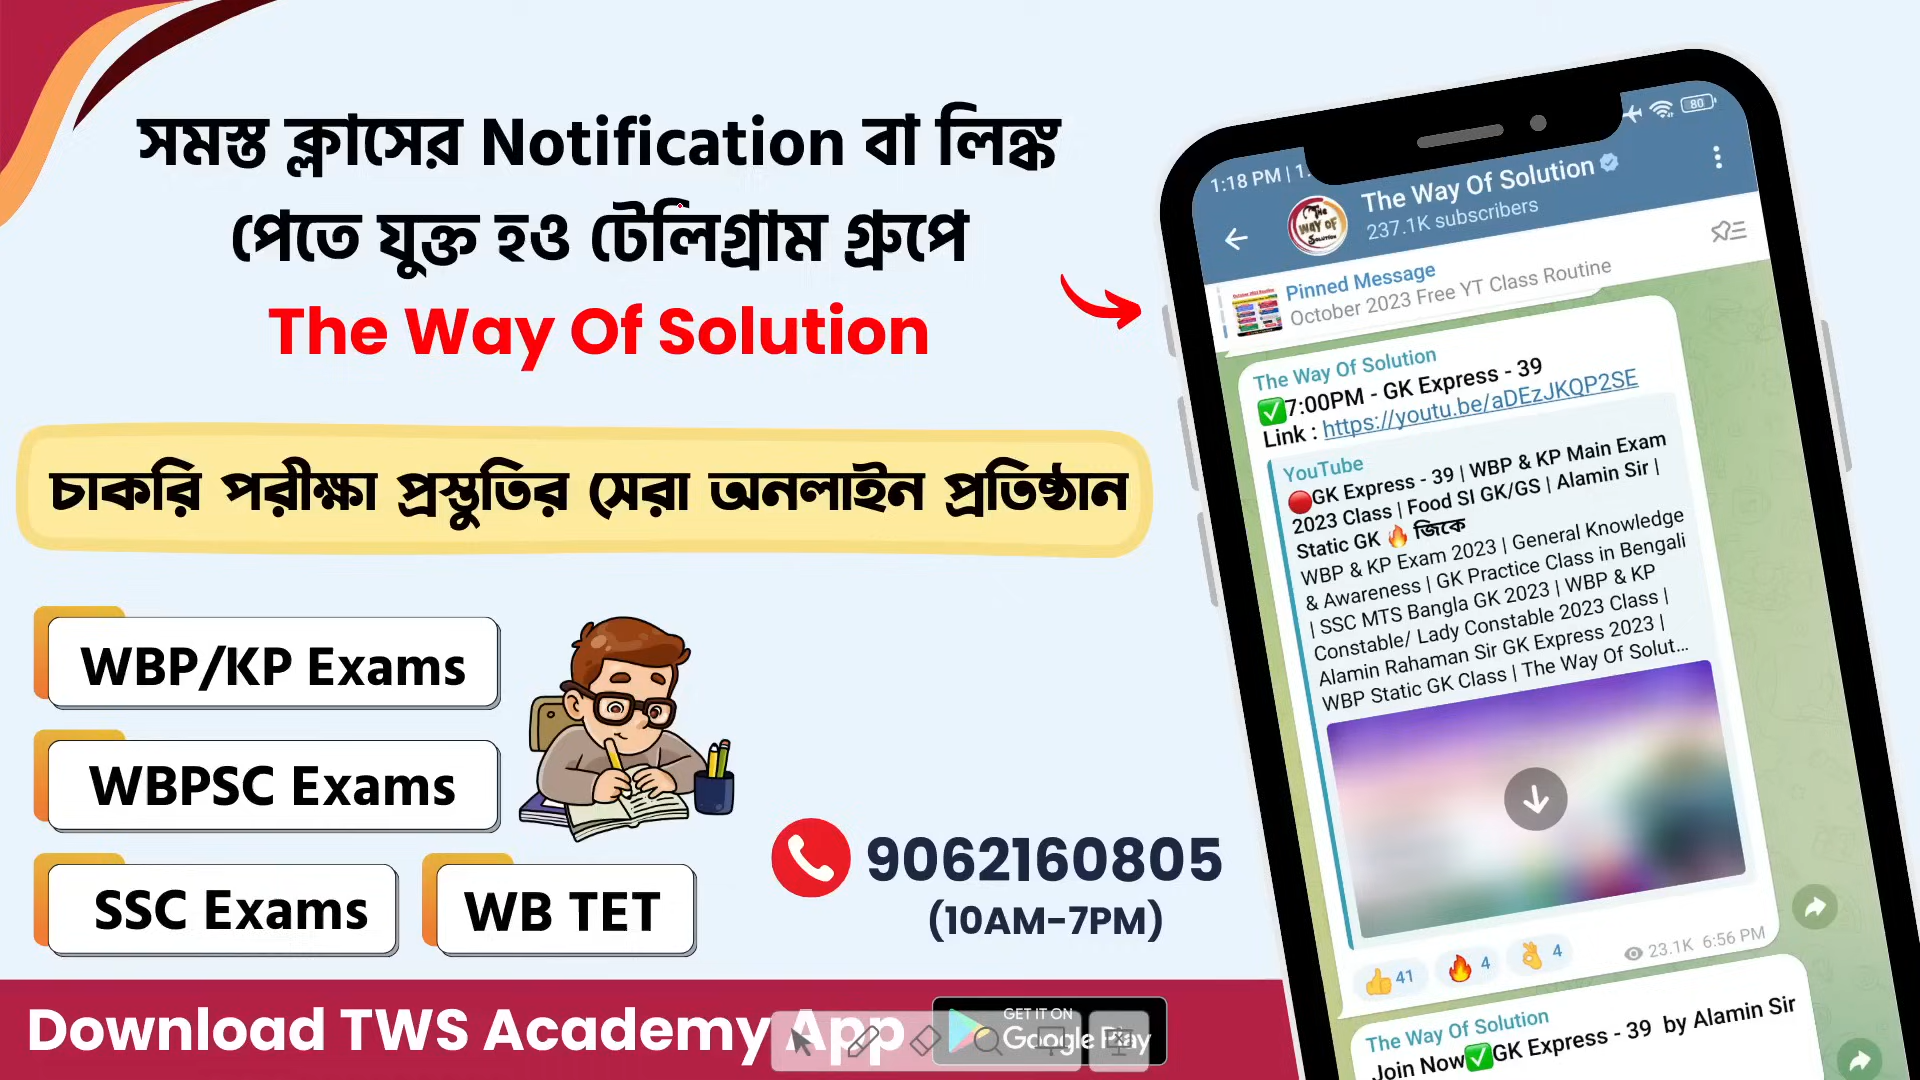 সমস্ত ক্লাসের Notification বা লিঙ্ক
পেতে যুক্ত হও টেলিগ্রাম গ্রুপে
The Way Of Solution
চাকরি পরীক্ষা প্রস্তুতির সেরা অনলাইন প্রতিষ্ঠান
WBP/KP Exams
WBPSC Exams
SSC Exams
WB TET
9062160805
(10AM-7PM)
Download TWS Academy App
GET IT ON
Google Play
1:18 PM | 1.
80
The Way Of Solution
237.1K subscribers
The WAY OF Solution
Pinned Message
October 2023 Free YT Class Routine
The Way Of Solution
✅7:00PM - GK Express - 39
Link : https://youtu.be/aDEzJKQP2SE
YouTube
🔴GK Express - 39 | WBP & KP Main Exam
2023 Class | Food SI GK/GS | Alamin Sir |
Static GK 🔥 জিকে
WBP & KP Exam 2023 | General Knowledge
& Awareness | GK Practice Class in Bengali
| SSC MTS Bangla GK 2023 | WBP & KP
Constable/ Lady Constable 2023 Class |
Alamin Rahaman Sir GK Express 2023 |
WBP Static GK Class | The Way Of Solut...
👍41 🔥 4 👌 4
23.1K 6:56 PM
The Way Of Solution
Join Now✅GK Express - 39 by Alamin Sir